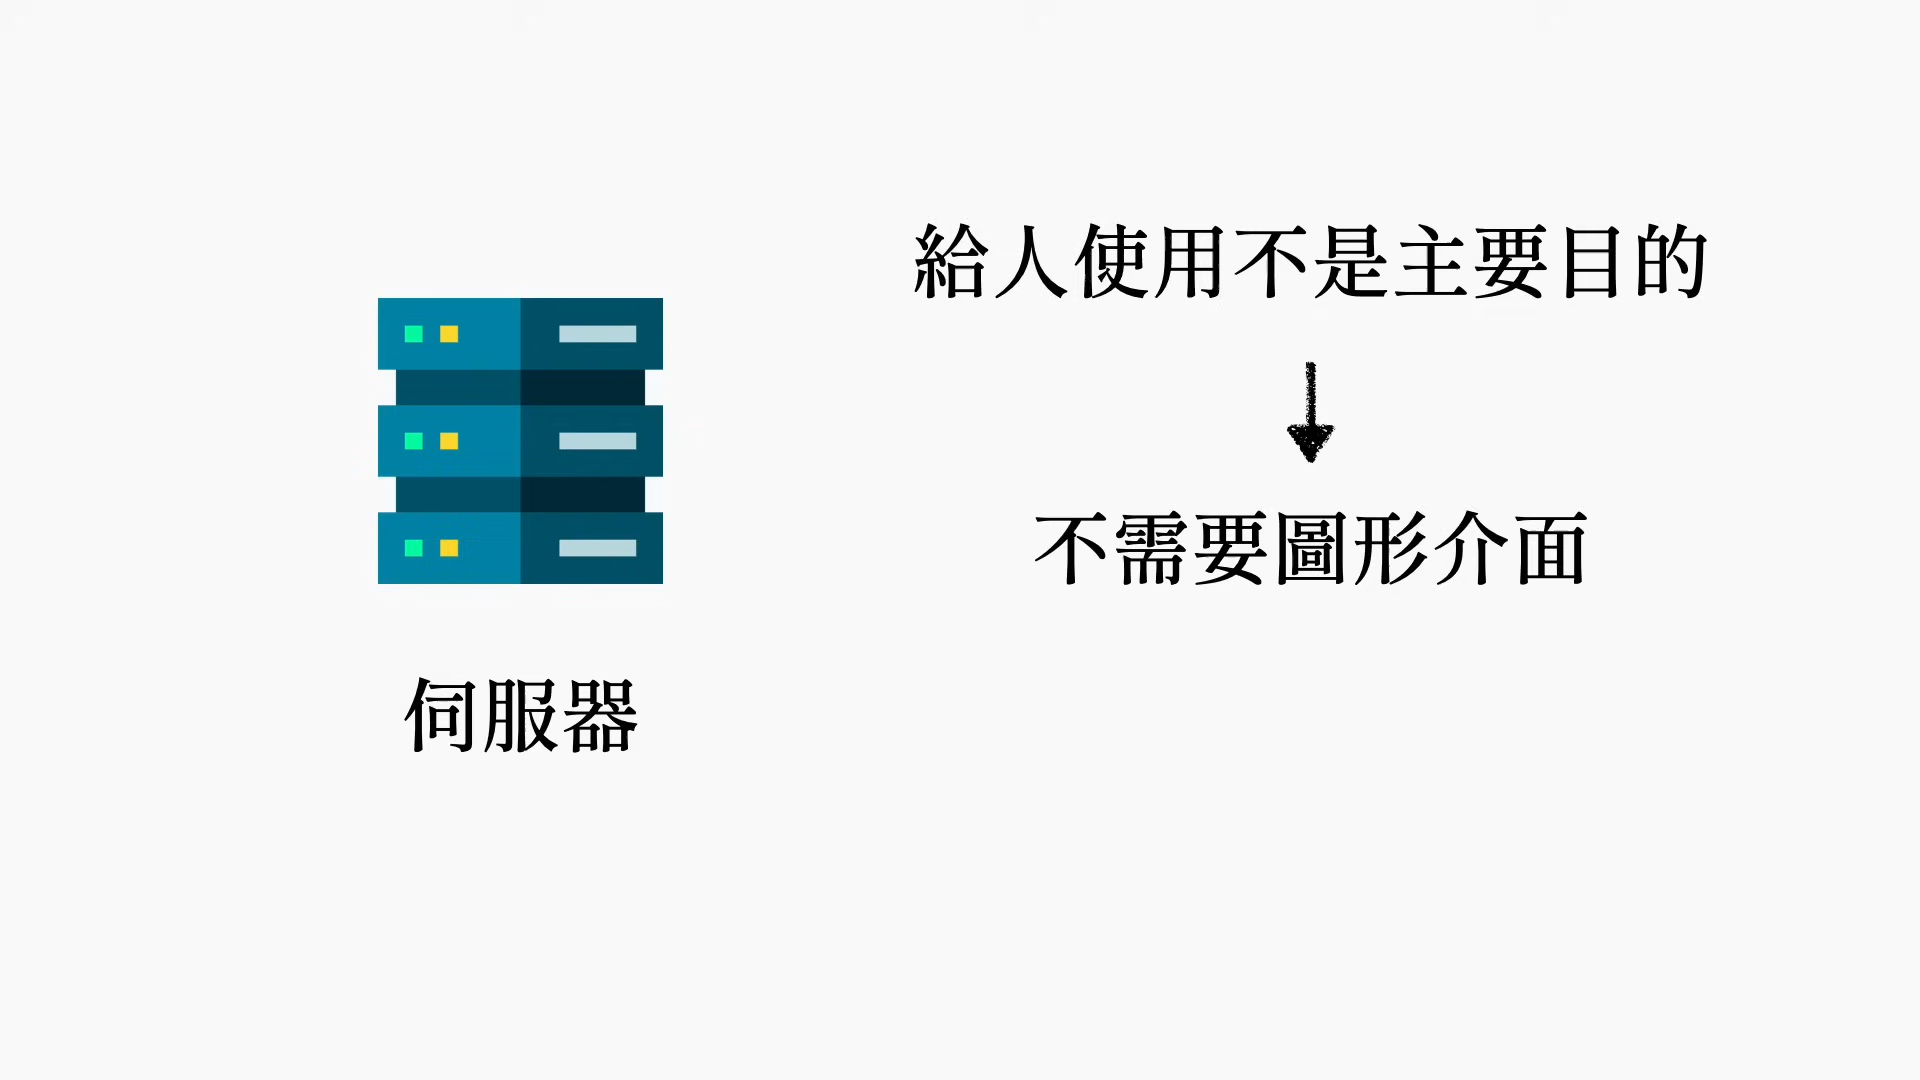 給人使用不是主要目的
不需要圖形介面
伺服器